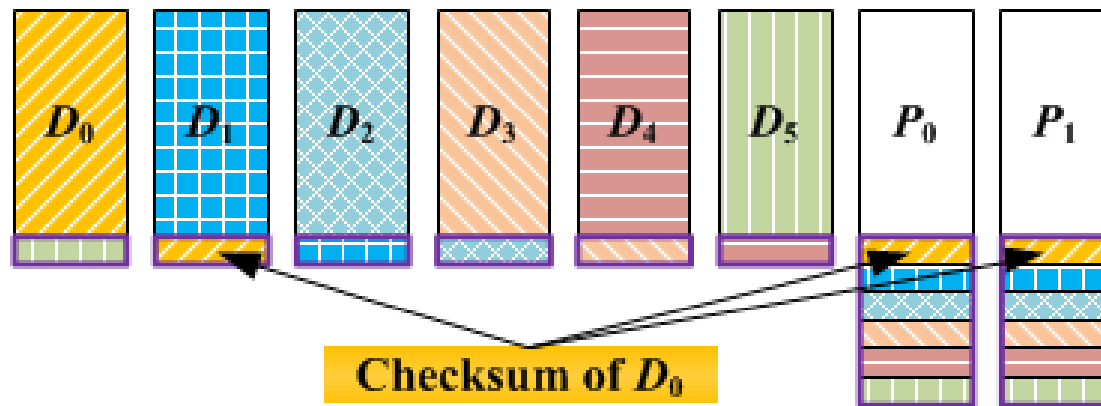 D₀ D₁ D₂ D₃ D₄ D₅ P₀ P₁
Checksum of D₀